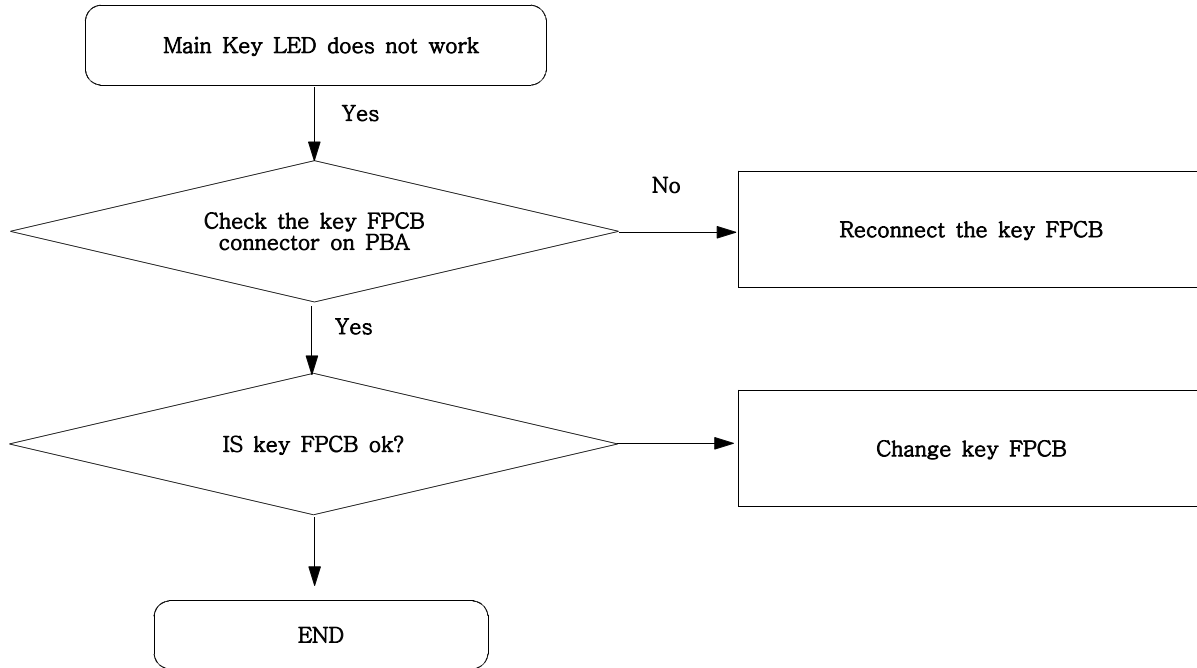 Main Key LED does not work
Yes
Check the key FPCB
connector on PBA
No
Reconnect the key FPCB
Yes
IS key FPCB ok?
Change key FPCB
END